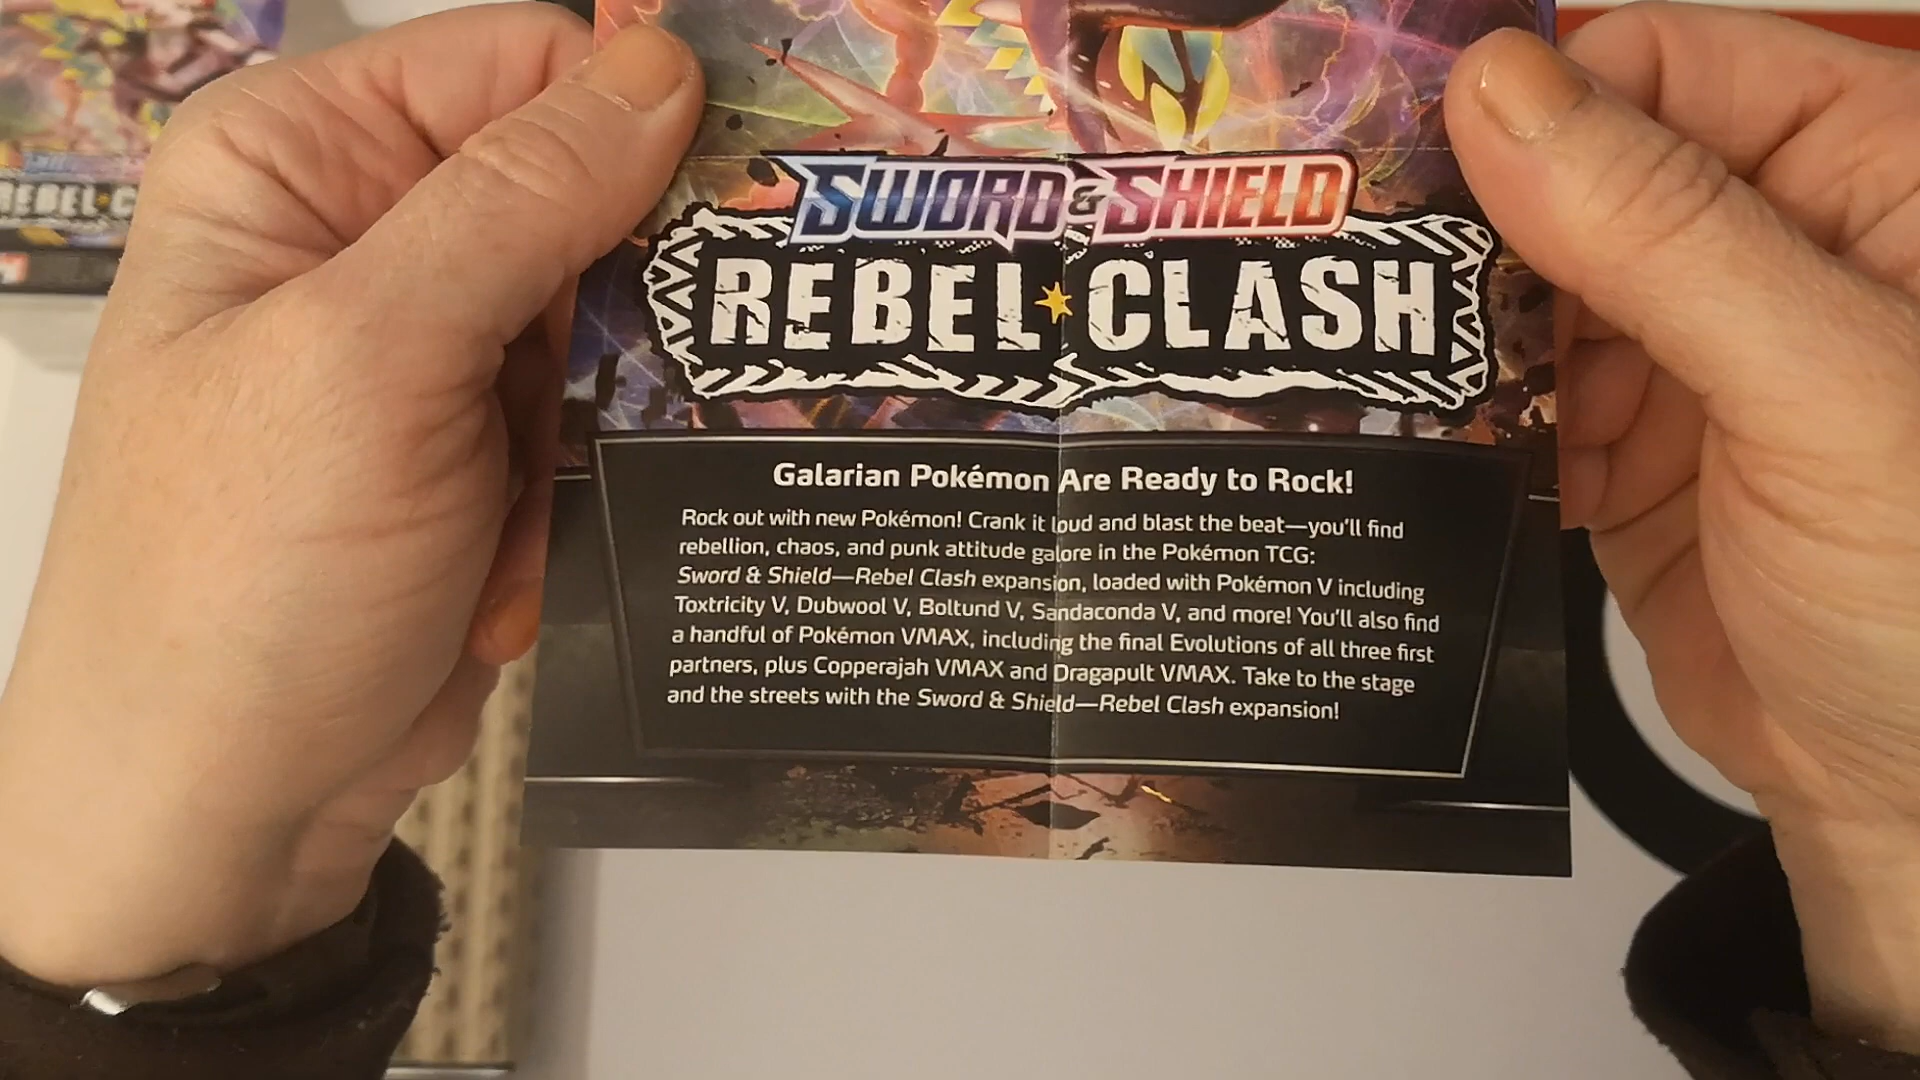 SWORD & SHIELD
REBEL CLASH
Galarian Pokémon Are Ready to Rock!
Rock out with new Pokémon! Crank it loud and blast the beat—you'll find
rebellion, chaos, and punk attitude galore in the Pokémon TCG:
Sword & Shield—Rebel Clash expansion, loaded with Pokémon V including
Toxtricity V, Dubwool V, Boltund V, Sandaconda V, and more! You'll also find
a handful of Pokémon VMAX, including the final Evolutions of all three first
partners, plus Copperajah VMAX and Dragapult VMAX. Take to the stage
and the streets with the Sword & Shield—Rebel Clash expansion!
REBEL C